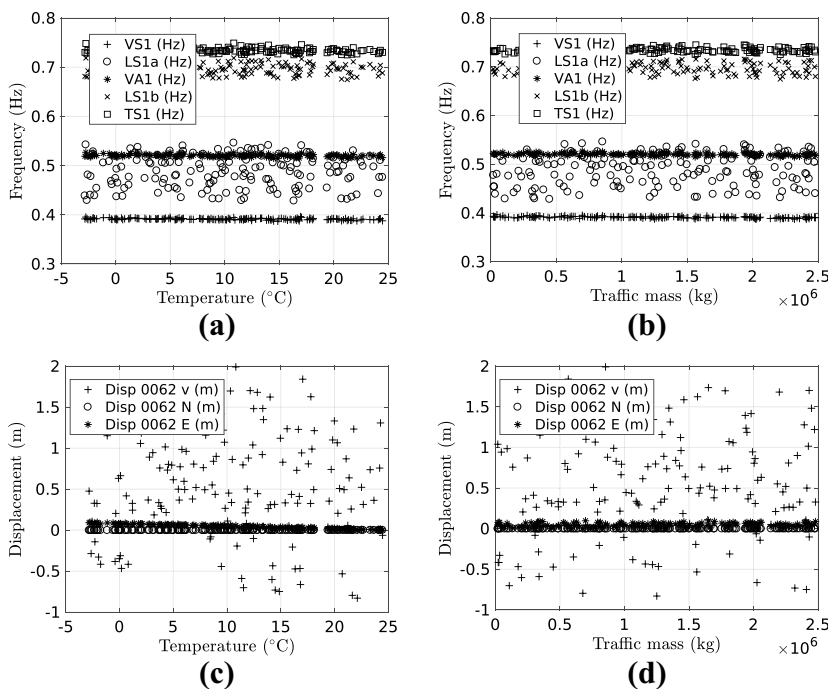 0.8
0.7
0.6
0.5
0.4
0.3
Frequency (Hz)
VS1 (Hz)
LS1a (Hz)
VA1 (Hz)
LS1b (Hz)
TS1 (Hz)
-5 0 5 10 15 20 25
Temperature (°C)
(a)
0.8
0.7
0.6
0.5
0.4
0.3
Frequency (Hz)
VS1 (Hz)
LS1a (Hz)
VA1 (Hz)
LS1b (Hz)
TS1 (Hz)
0 0.5 1 1.5 2 2.5
Traffic mass (kg)
×10^6
(b)
2
1.5
1
0.5
0
-0.5
-1
Displacement (m)
Disp 0062 v (m)
Disp 0062 N (m)
Disp 0062 E (m)
-5 0 5 10 15 20 25
Temperature (°C)
(c)
2
1.5
1
0.5
0
-0.5
-1
Displacement (m)
Disp 0062 v (m)
Disp 0062 N (m)
Disp 0062 E (m)
0 0.5 1 1.5 2 2.5
Traffic mass (kg)
×10^6
(d)